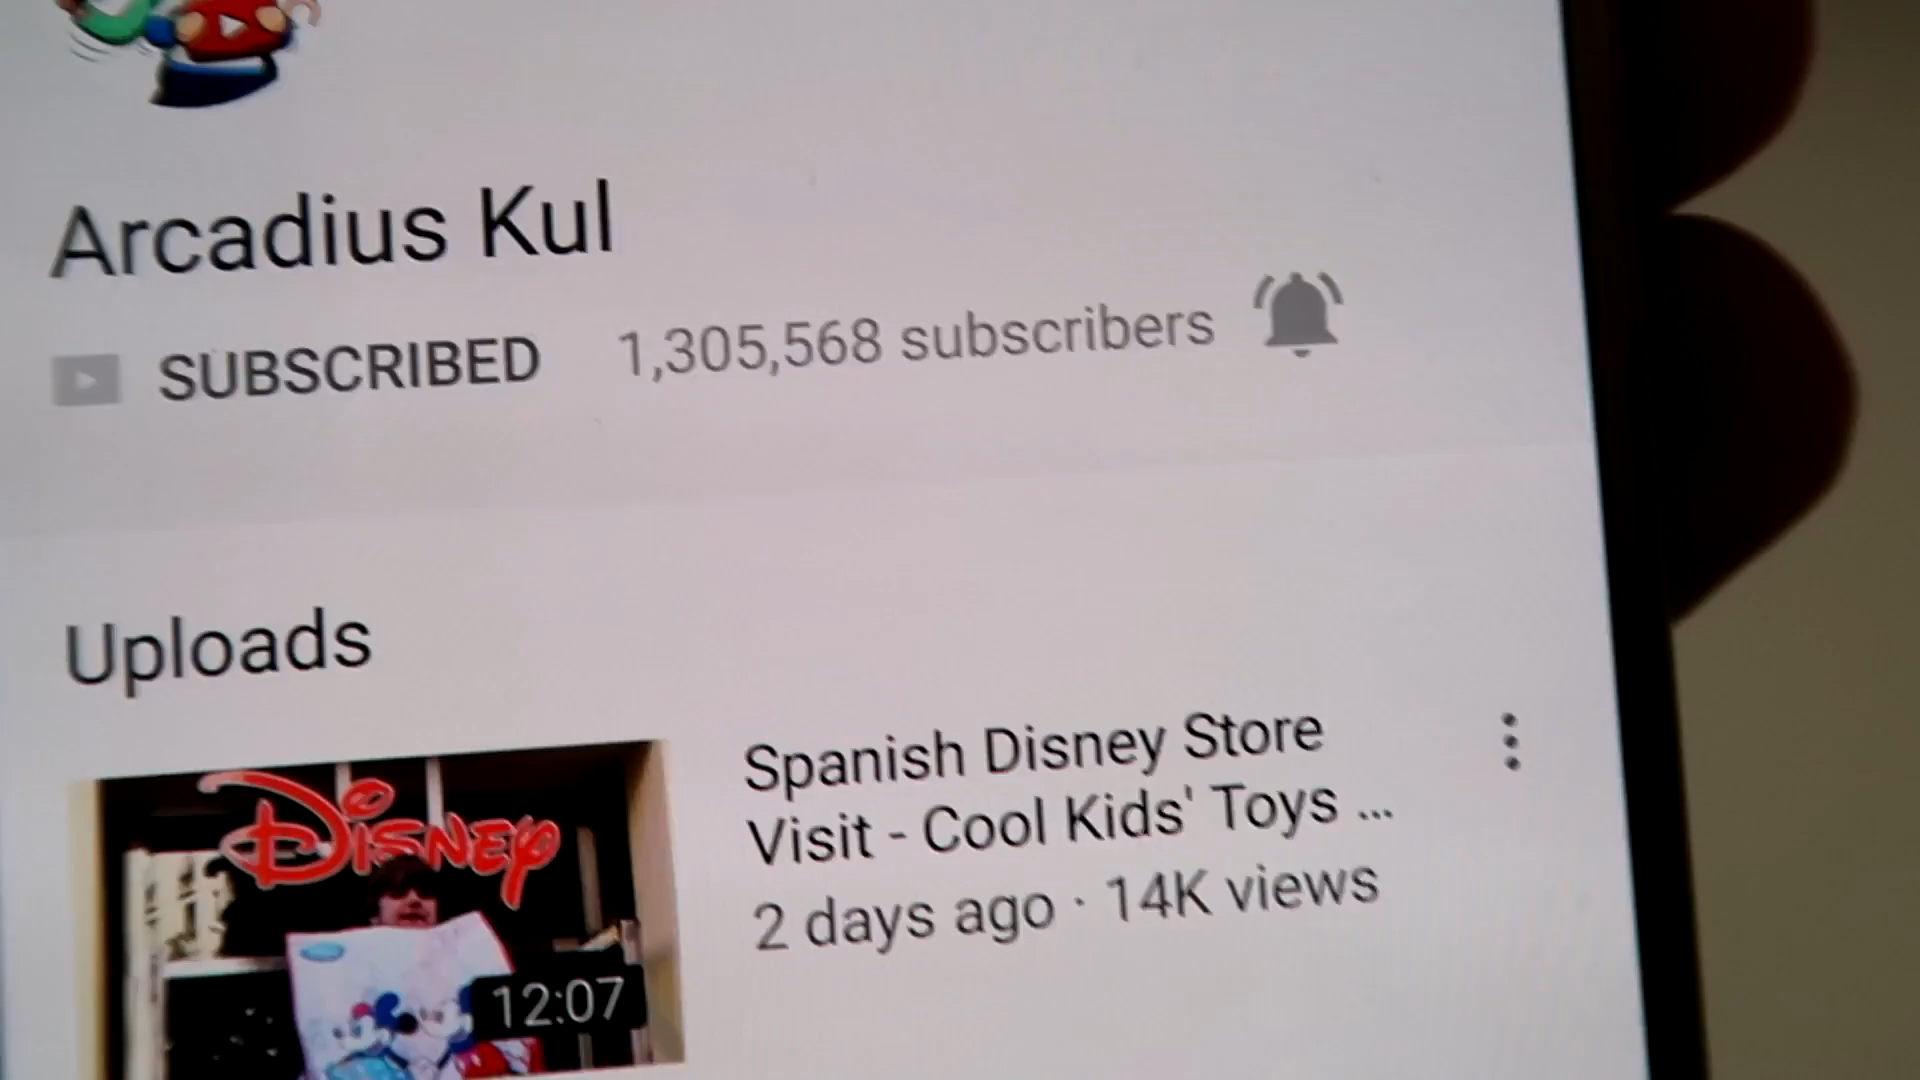 Arcadius Kul
SUBSCRIBED 1,305,568 subscribers
Uploads
DISNEY
12:07
Spanish Disney Store
Visit - Cool Kids' Toys ...
2 days ago · 14K views